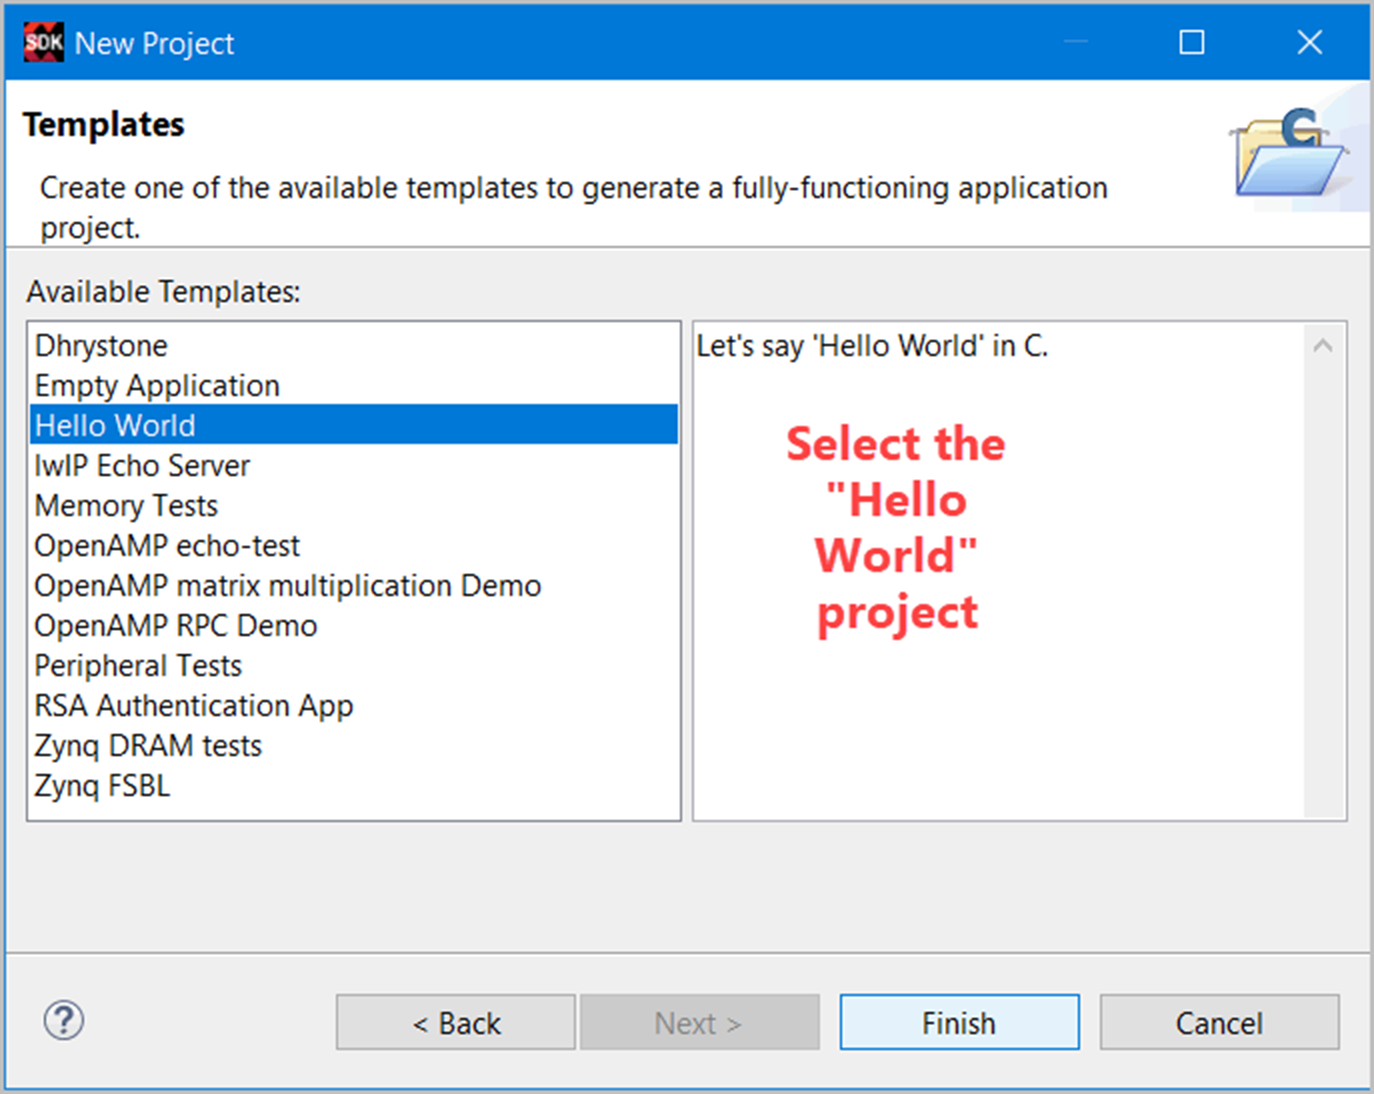 SDK New Project
Templates
Create one of the available templates to generate a fully-functioning application
project.
C
Available Templates:
Dhrystone
Empty Application
Hello World
lwIP Echo Server
Memory Tests
OpenAMP echo-test
OpenAMP matrix multiplication Demo
OpenAMP RPC Demo
Peripheral Tests
RSA Authentication App
Zynq DRAM tests
Zynq FSBL
Let's say 'Hello World' in C.
Select the
"Hello
World"
project
? < Back Next > Finish Cancel